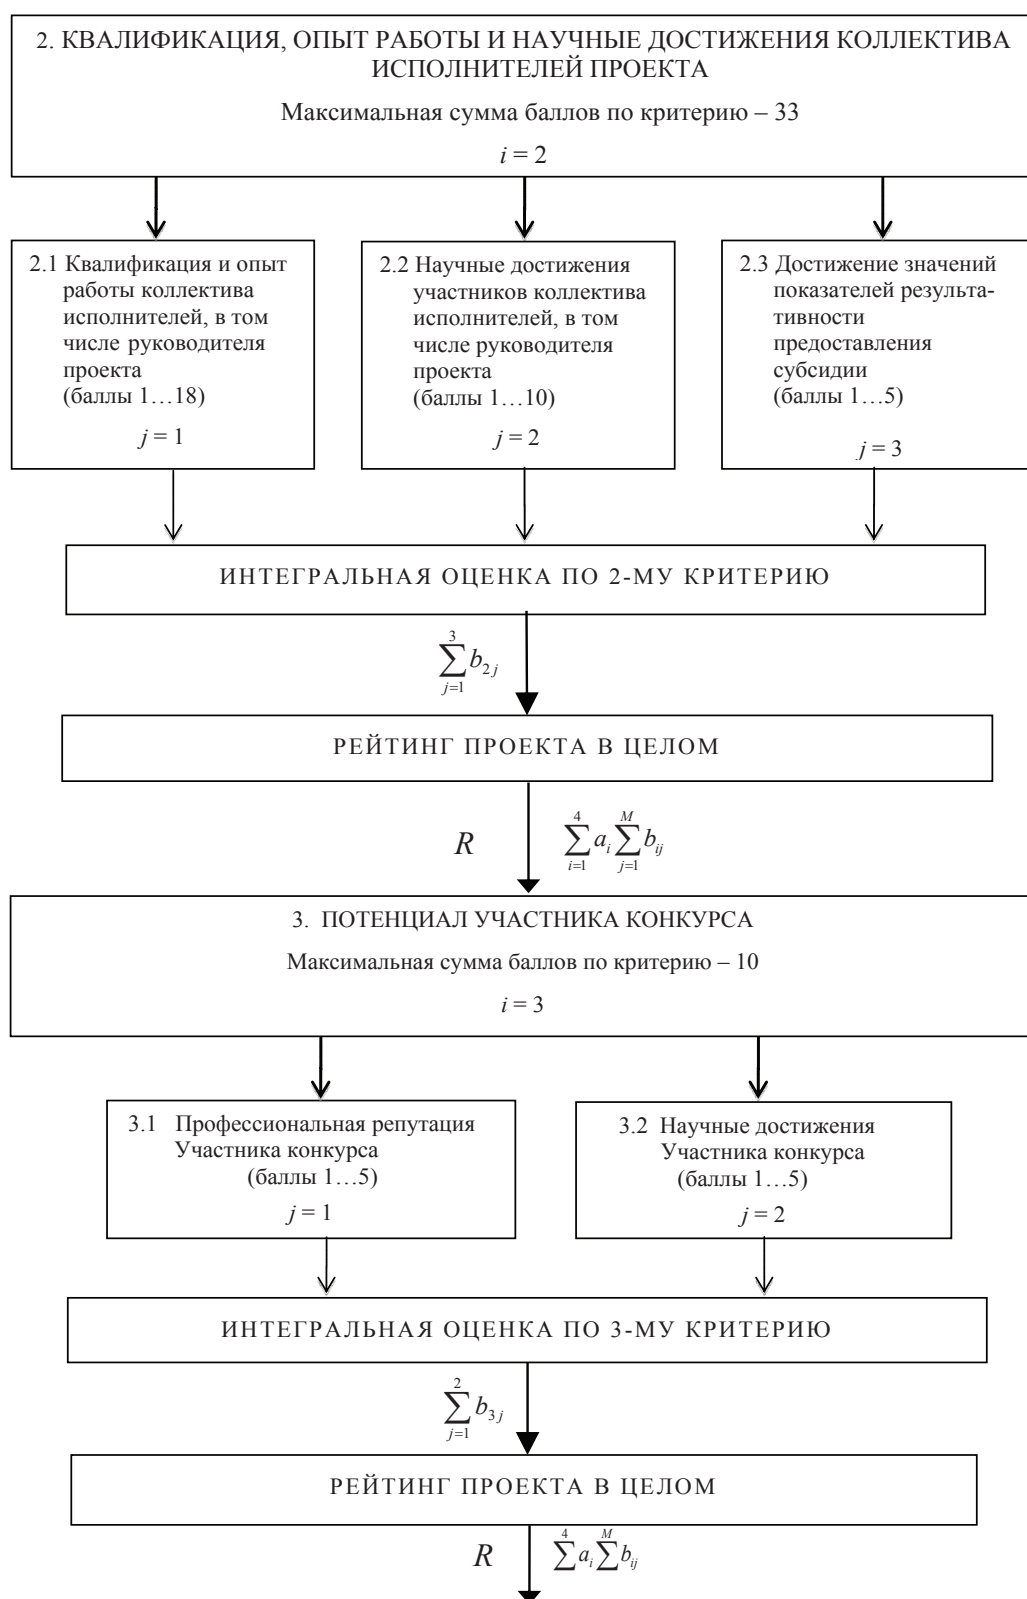 2. КВАЛИФИКАЦИЯ, ОПЫТ РАБОТЫ И НАУЧНЫЕ ДОСТИЖЕНИЯ КОЛЛЕКТИВА
ИСПОЛНИТЕЛЕЙ ПРОЕКТА
Максимальная сумма баллов по критерию – 33
i = 2
2.1 Квалификация и опыт
работы коллектива
исполнителей, в том
числе руководителя
проекта
(баллы 1…18)
j = 1
2.2 Научные достижения
участников коллектива
исполнителей, в том
числе руководителя
проекта
(баллы 1…10)
j = 2
2.3 Достижение значений
показателей результа-
тивности
предоставления
субсидии
(баллы 1…5)
j = 3
ИНТЕГРАЛЬНАЯ ОЦЕНКА ПО 2-МУ КРИТЕРИЮ
∑_{j=1}^{3} b_{2j}
РЕЙТИНГ ПРОЕКТА В ЦЕЛОМ
R ∑_{i=1}^{4} a_i ∑_{j=1}^{M} b_{ij}
3. ПОТЕНЦИАЛ УЧАСТНИКА КОНКУРСА
Максимальная сумма баллов по критерию – 10
i = 3
3.1 Профессиональная репутация
Участника конкурса
(баллы 1…5)
j = 1
3.2 Научные достижения
Участника конкурса
(баллы 1…5)
j = 2
ИНТЕГРАЛЬНАЯ ОЦЕНКА ПО 3-МУ КРИТЕРИЮ
∑_{j=1}^{2} b_{3j}
РЕЙТИНГ ПРОЕКТА В ЦЕЛОМ
R ∑_{i=1}^{4} a_i ∑_{j=1}^{M} b_{ij}